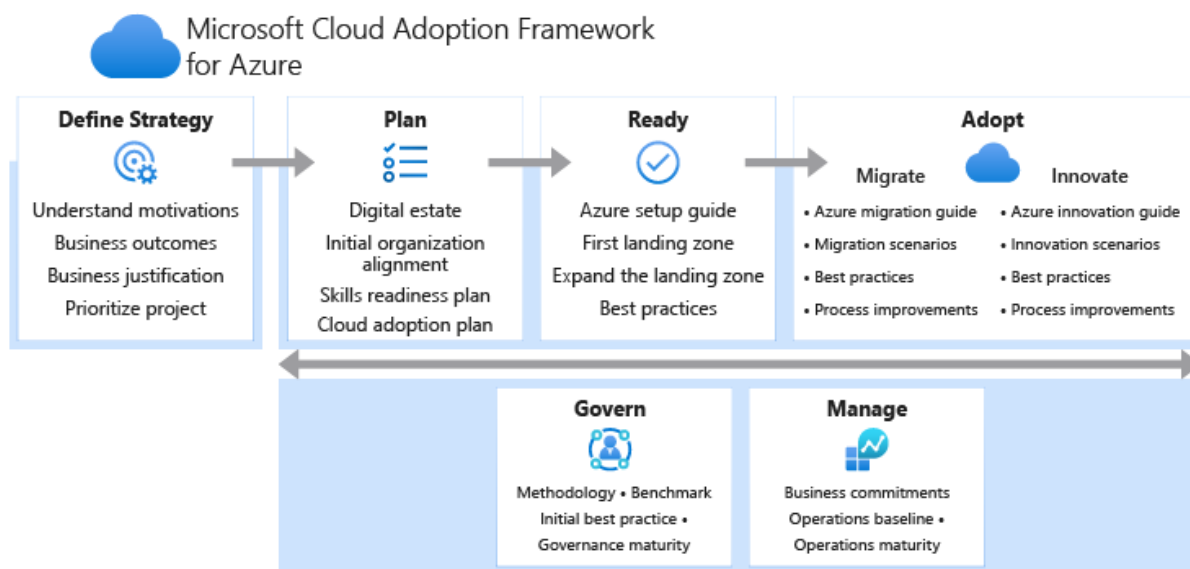 Microsoft Cloud Adoption Framework
for Azure
Define Strategy
Understand motivations
Business outcomes
Business justification
Prioritize project
Plan
Digital estate
Initial organization
alignment
Skills readiness plan
Cloud adoption plan
Ready
Azure setup guide
First landing zone
Expand the landing zone
Best practices
Adopt
Migrate
• Azure migration guide
• Migration scenarios
• Best practices
• Process improvements
Innovate
• Azure innovation guide
• Innovation scenarios
• Best practices
• Process improvements
Govern
Methodology • Benchmark
Initial best practice •
Governance maturity
Manage
Business commitments
Operations baseline •
Operations maturity